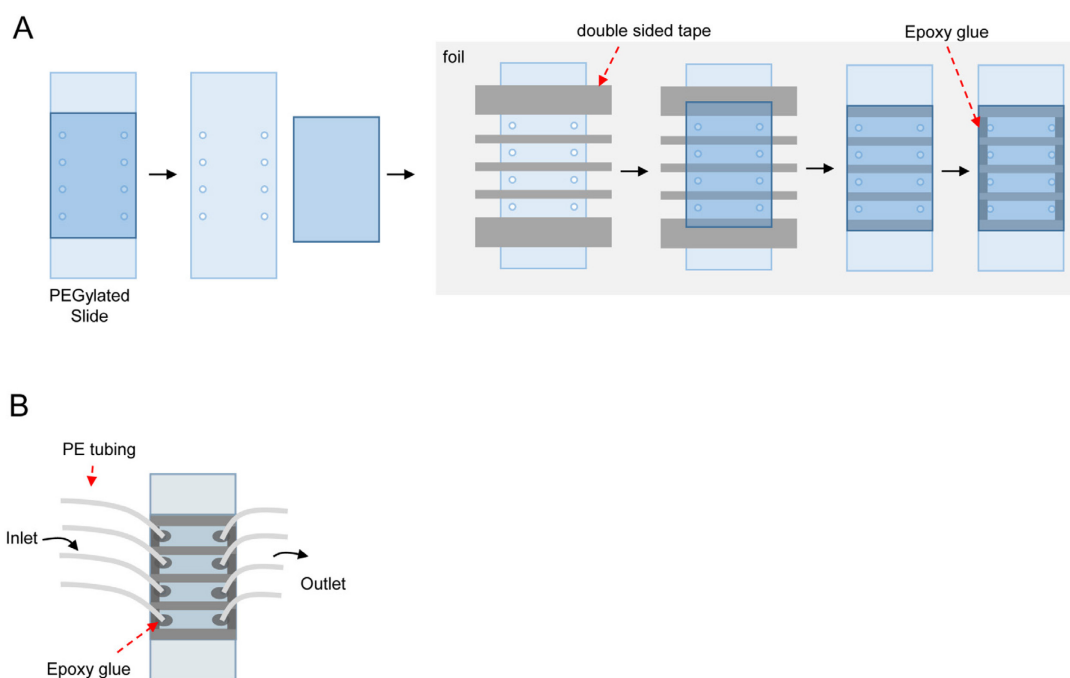 A
double sided tape
Epoxy glue
foil
PEGylated
Slide
B
PE tubing
Inlet
Outlet
Epoxy glue